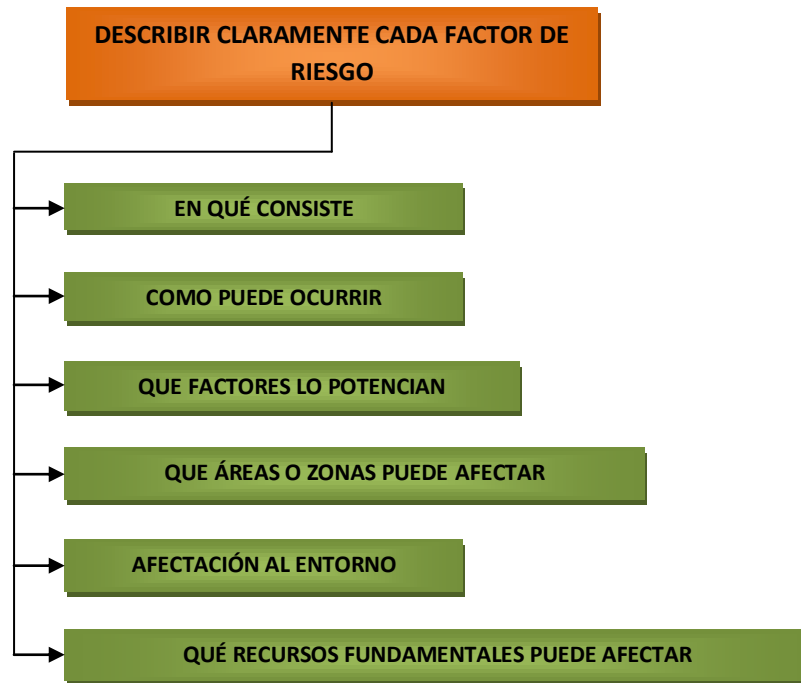 DESCRIBIR CLARAMENTE CADA FACTOR DE
RIESGO
EN QUÉ CONSISTE
COMO PUEDE OCURRIR
QUE FACTORES LO POTENCIAN
QUE ÁREAS O ZONAS PUEDE AFECTAR
AFECTACIÓN AL ENTORNO
QUÉ RECURSOS FUNDAMENTALES PUEDE AFECTAR